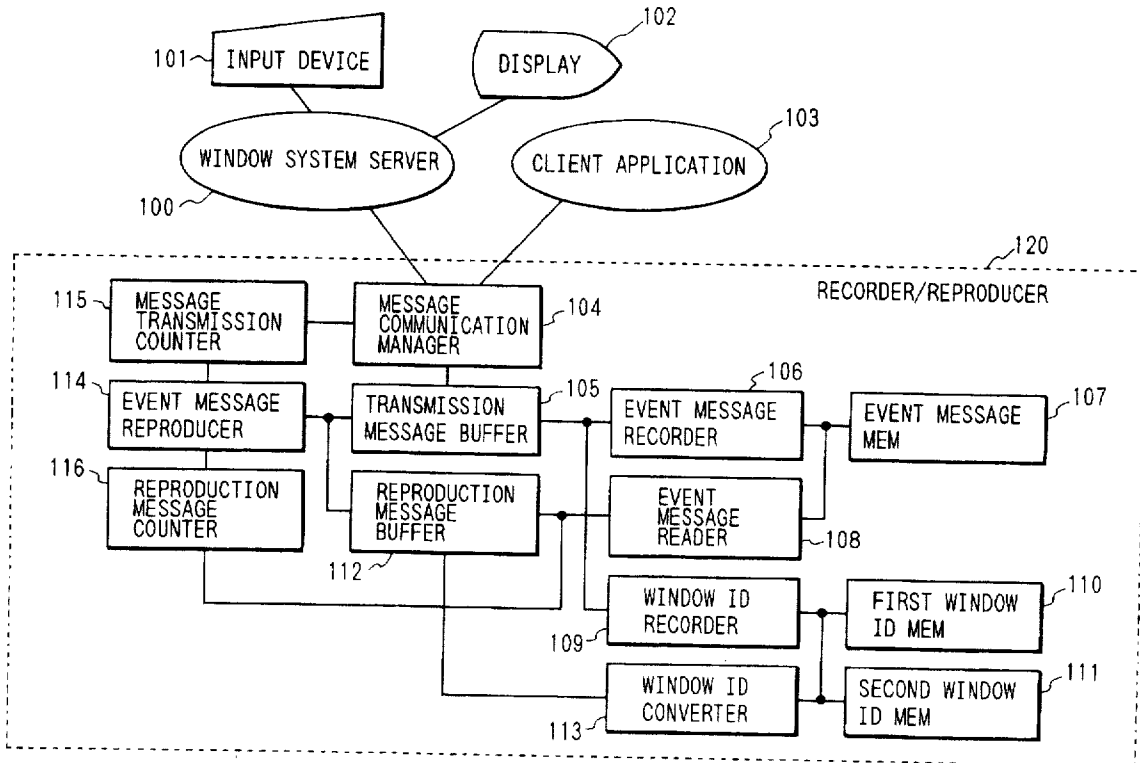 102
101
INPUT DEVICE
DISPLAY
103
WINDOW SYSTEM SERVER
CLIENT APPLICATION
100
120
RECORDER/REPRODUCER
115
MESSAGE
TRANSMISSION
COUNTER
MESSAGE
COMMUNICATION
MANAGER
104
114
EVENT MESSAGE
REPRODUCER
105
TRANSMISSION
MESSAGE BUFFER
106
EVENT MESSAGE
RECORDER
107
EVENT MESSAGE
MEM
116
REPRODUCTION
MESSAGE
COUNTER
REPRODUCTION
MESSAGE
BUFFER
112
EVENT
MESSAGE
READER
108
WINDOW ID
RECORDER
109
FIRST WINDOW
ID MEM
110
WINDOW ID
CONVERTER
113
SECOND WINDOW
ID MEM
111